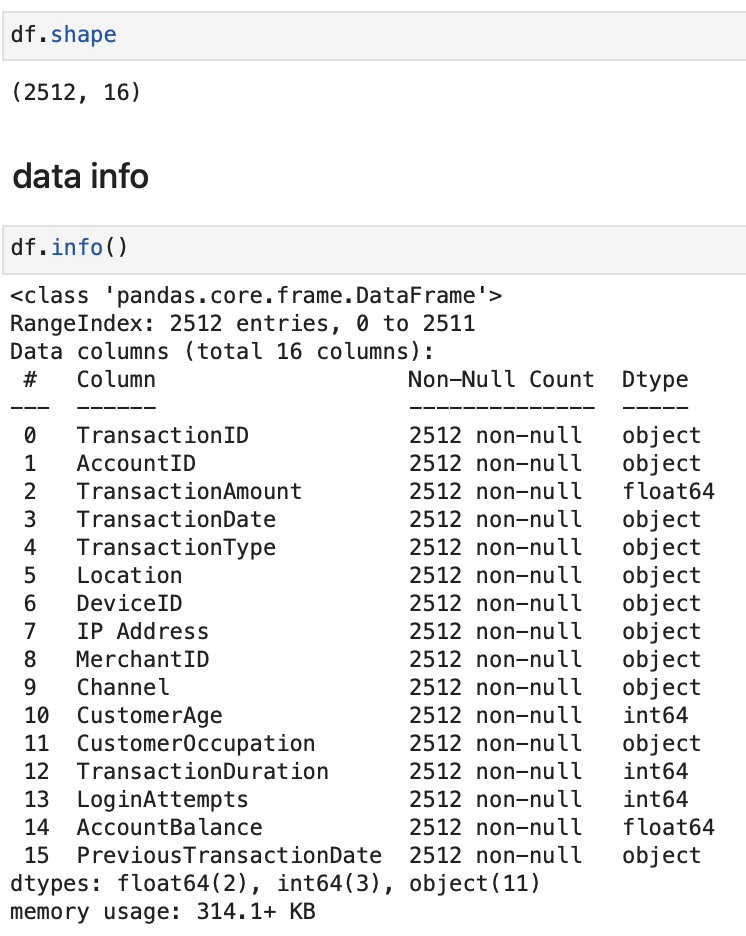 df.shape
(2512, 16)
data info
df.info()
<class 'pandas.core.frame.DataFrame'>
RangeIndex: 2512 entries, 0 to 2511
Data columns (total 16 columns):
 #   Column                   Non-Null Count  Dtype
---  ------                   --------------  -----
 0   TransactionID            2512 non-null   object
 1   AccountID                2512 non-null   object
 2   TransactionAmount        2512 non-null   float64
 3   TransactionDate          2512 non-null   object
 4   TransactionType          2512 non-null   object
 5   Location                 2512 non-null   object
 6   DeviceID                 2512 non-null   object
 7   IP Address               2512 non-null   object
 8   MerchantID               2512 non-null   object
 9   Channel                  2512 non-null   object
 10  CustomerAge              2512 non-null   int64
 11  CustomerOccupation       2512 non-null   object
 12  TransactionDuration      2512 non-null   int64
 13  LoginAttempts            2512 non-null   int64
 14  AccountBalance           2512 non-null   float64
 15  PreviousTransactionDate  2512 non-null   object
dtypes: float64(2), int64(3), object(11)
memory usage: 314.1+ KB